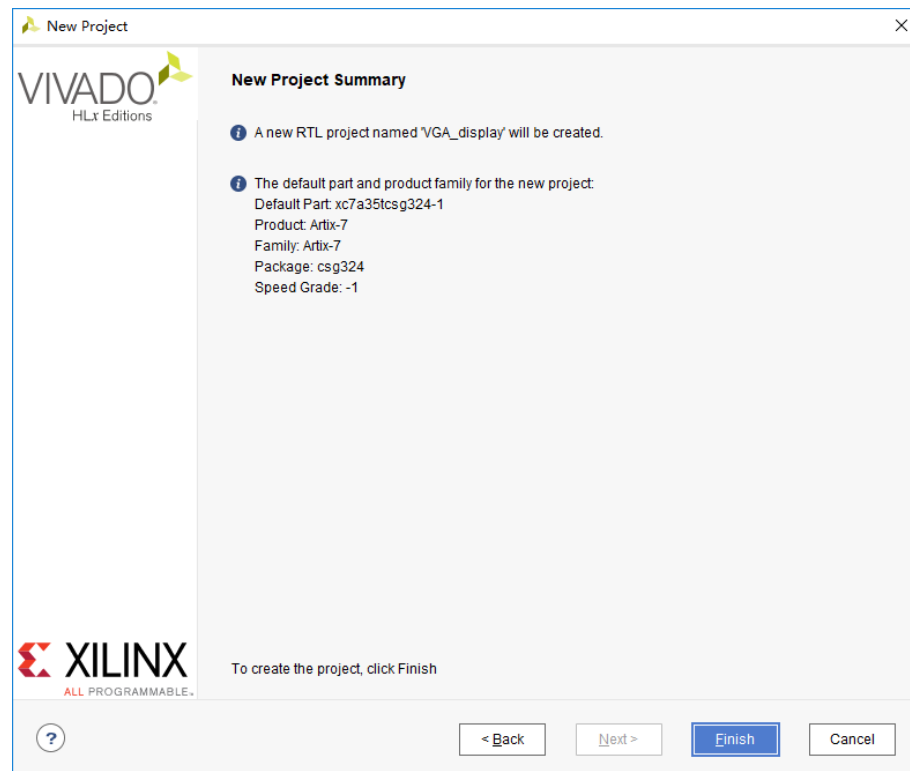 New Project
VIVADO.
HLx Editions
New Project Summary
A new RTL project named 'VGA_display' will be created.
The default part and product family for the new project:
Default Part: xc7a35tcsg324-1
Product: Artix-7
Family: Artix-7
Package: csg324
Speed Grade: -1
XILINX
ALL PROGRAMMABLE.
To create the project, click Finish
?
< Back
Next >
Finish
Cancel